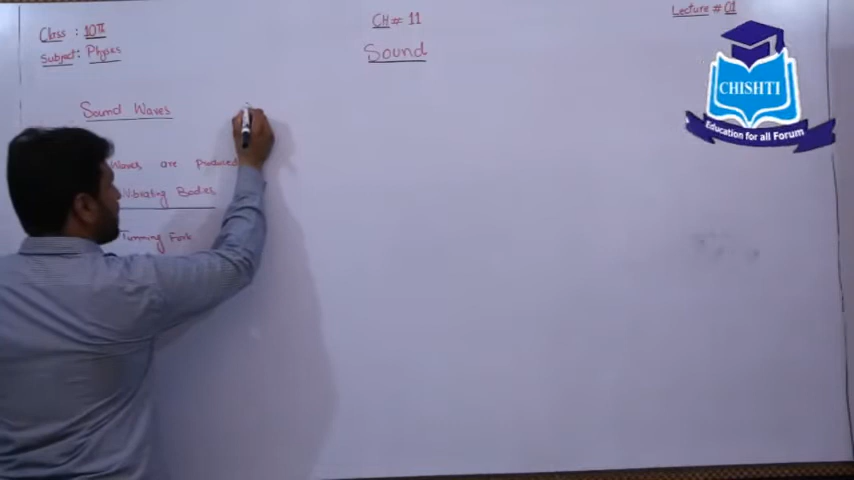 Class : 10Th
CH = 11
Lecture # 01
Subject: Physics
Sound
CHISHTI
Education for All Forum
Sound Waves
Waves are Produced
Vibrating Bodies
Tunning Fork